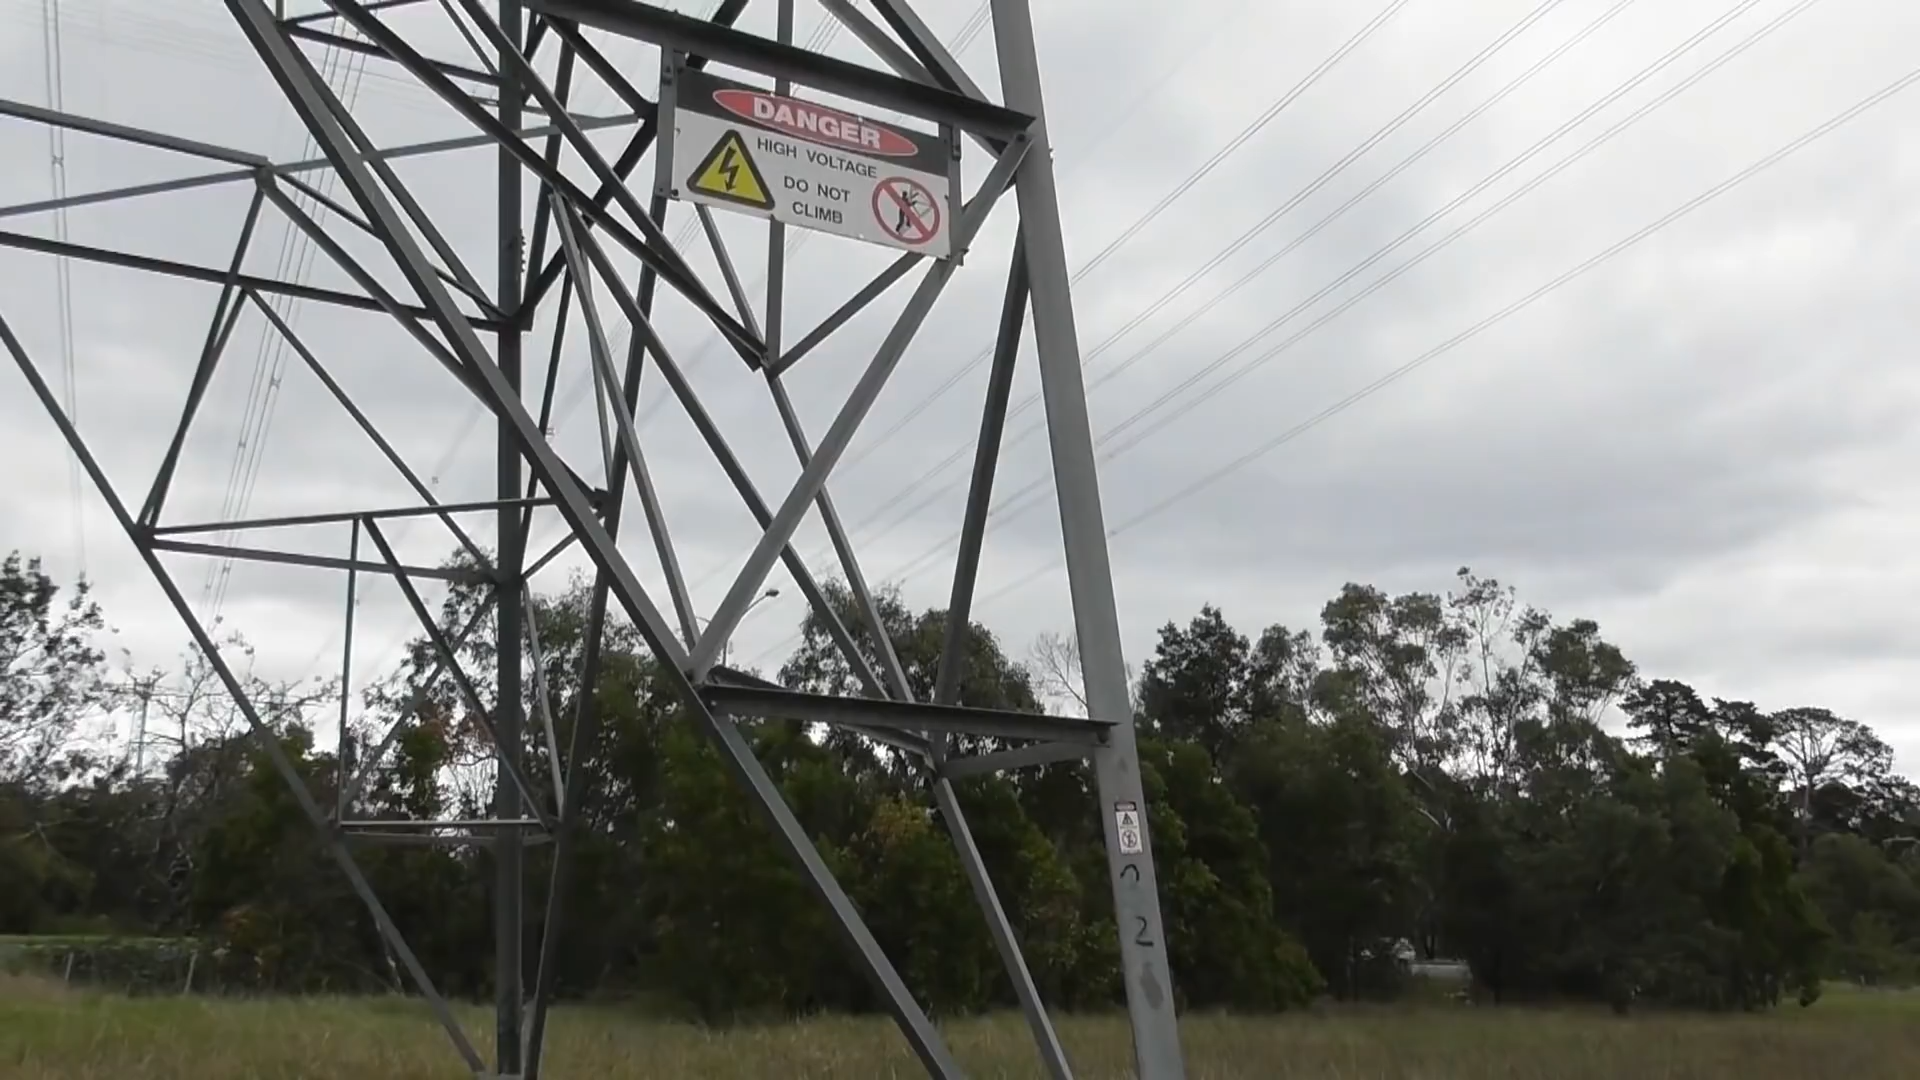 DANGER
HIGH VOLTAGE
DO NOT
CLIMB
2